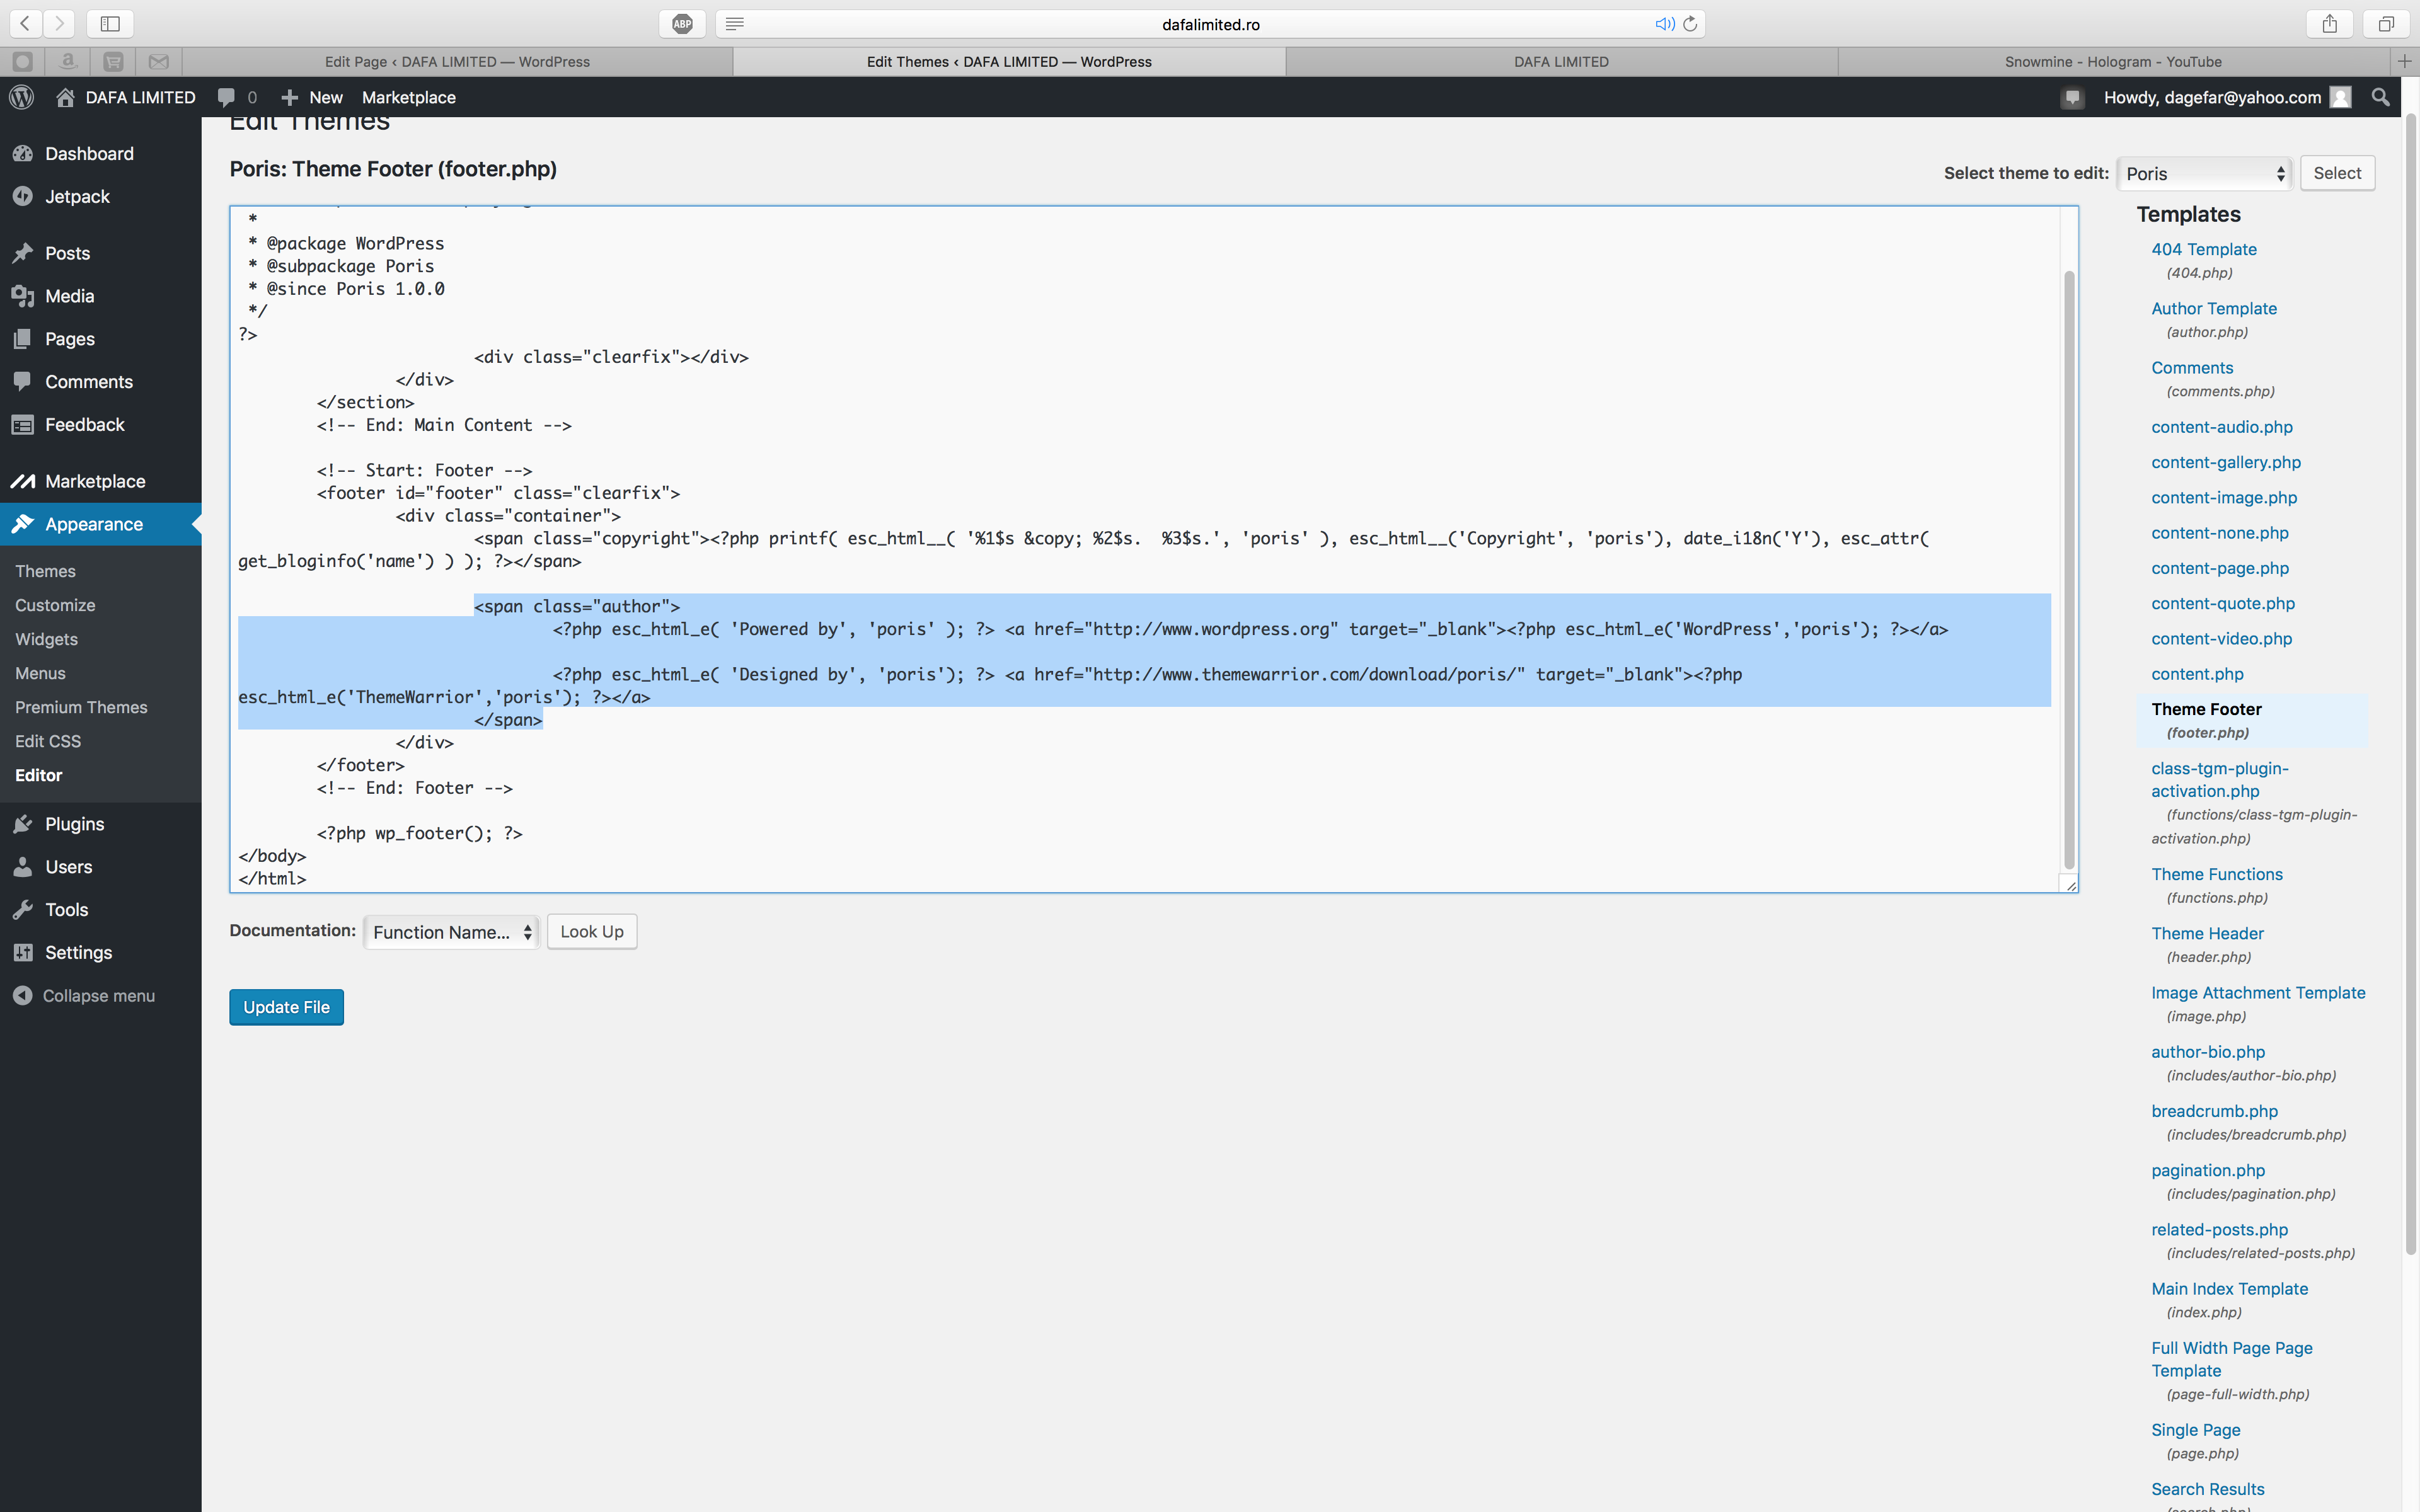 ABP
dafalimited.ro
Edit Page ‹ DAFA LIMITED — WordPress
Edit Themes ‹ DAFA LIMITED — WordPress
DAFA LIMITED
Snowmine - Hologram - YouTube
DAFA LIMITED
0
New
Marketplace
Howdy, dagefar@yahoo.com
Dashboard
Jetpack
Posts
Media
Pages
Comments
Feedback
Marketplace
Appearance
Themes
Customize
Widgets
Menus
Premium Themes
Edit CSS
Editor
Plugins
Users
Tools
Settings
Collapse menu
Edit Themes
Poris: Theme Footer (footer.php)
Select theme to edit: Poris Select
*
* @package WordPress
* @subpackage Poris
* @since Poris 1.0.0
*/
?>
<div class="clearfix"></div>
</div>
</section>
<!-- End: Main Content -->
<!-- Start: Footer -->
<footer id="footer" class="clearfix">
<div class="container">
<span class="copyright"><?php printf( esc_html__( '%1$s &copy; %2$s.  %3$s.', 'poris' ), esc_html__('Copyright', 'poris'), date_i18n('Y'), esc_attr(
get_bloginfo('name') ) ); ?></span>
<span class="author">
<?php esc_html_e( 'Powered by', 'poris' ); ?> <a href="http://www.wordpress.org" target="_blank"><?php esc_html_e('WordPress','poris'); ?></a>
<?php esc_html_e( 'Designed by', 'poris'); ?> <a href="http://www.themewarrior.com/download/poris/" target="_blank"><?php
esc_html_e('ThemeWarrior','poris'); ?></a>
</span>
</div>
</footer>
<!-- End: Footer -->
<?php wp_footer(); ?>
</body>
</html>
Documentation: Function Name... Look Up
Update File
Templates
404 Template
(404.php)
Author Template
(author.php)
Comments
(comments.php)
content-audio.php
content-gallery.php
content-image.php
content-none.php
content-page.php
content-quote.php
content-video.php
content.php
Theme Footer
(footer.php)
class-tgm-plugin-
activation.php
(functions/class-tgm-plugin-
activation.php)
Theme Functions
(functions.php)
Theme Header
(header.php)
Image Attachment Template
(image.php)
author-bio.php
(includes/author-bio.php)
breadcrumb.php
(includes/breadcrumb.php)
pagination.php
(includes/pagination.php)
related-posts.php
(includes/related-posts.php)
Main Index Template
(index.php)
Full Width Page Page
Template
(page-full-width.php)
Single Page
(page.php)
Search Results